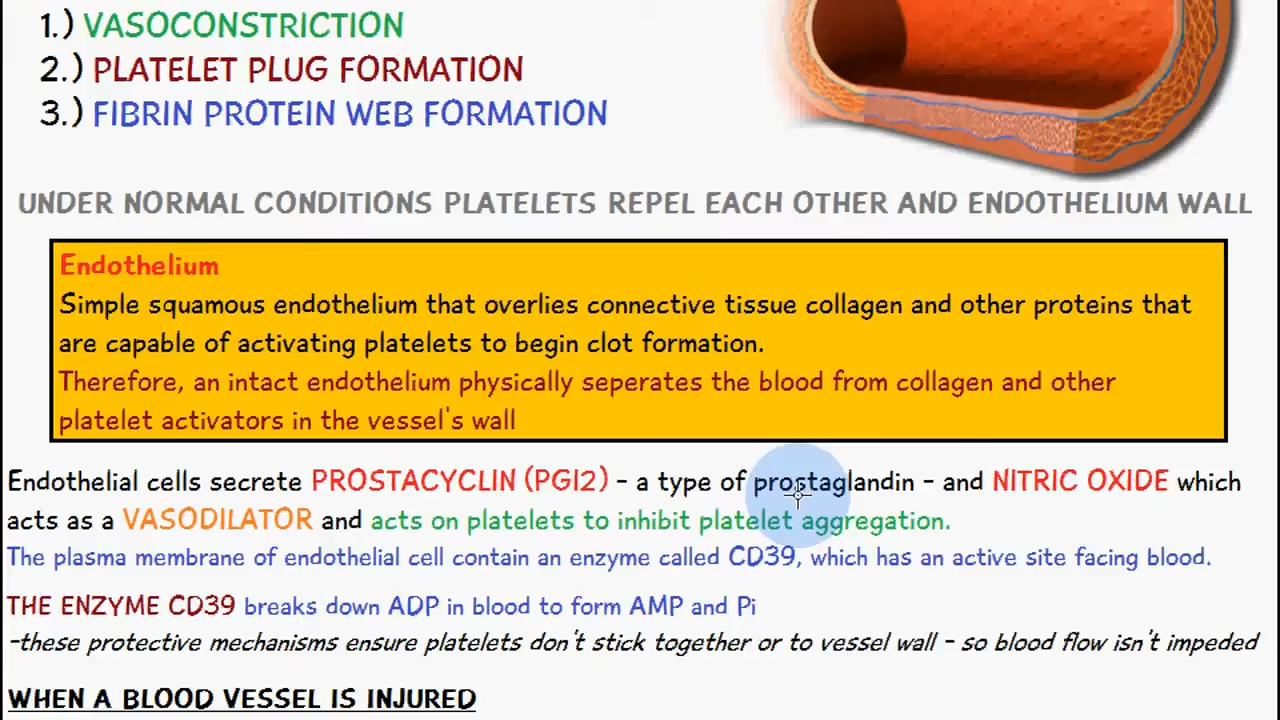 1.) VASOCONSTRICTION
2.) PLATELET PLUG FORMATION
3.) FIBRIN PROTEIN WEB FORMATION
UNDER NORMAL CONDITIONS PLATELETS REPEL EACH OTHER AND ENDOTHELIUM WALL
Endothelium
Simple squamous endothelium that overlies connective tissue collagen and other proteins that
are capable of activating platelets to begin clot formation.
Therefore, an intact endothelium physically seperates the blood from collagen and other
platelet activators in the vessel's wall
Endothelial cells secrete PROSTACYCLIN (PGI2) - a type of prostaglandin - and NITRIC OXIDE which
acts as a VASODILATOR and acts on platelets to inhibit platelet aggregation.
The plasma membrane of endothelial cell contain an enzyme called CD39, which has an active site facing blood.
THE ENZYME CD39 breaks down ADP in blood to form AMP and Pi
-these protective mechanisms ensure platelets don't stick together or to vessel wall - so blood flow isn't impeded
WHEN A BLOOD VESSEL IS INJURED